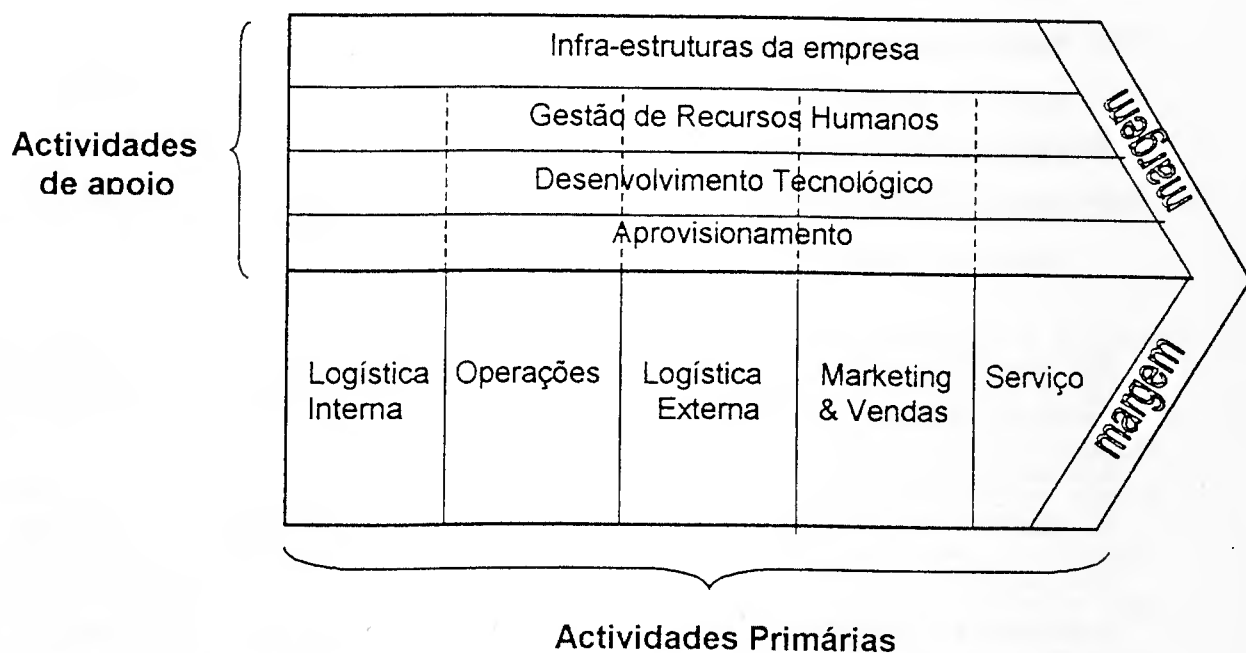 Infra-estruturas da empresa
Gestão de Recursos Humanos
Desenvolvimento Tecnológico
Aprovisionamento
Actividades
de apoio
margem
Logística
Interna
Operações
Logística
Externa
Marketing
& Vendas
Serviço
margem
Actividades Primárias